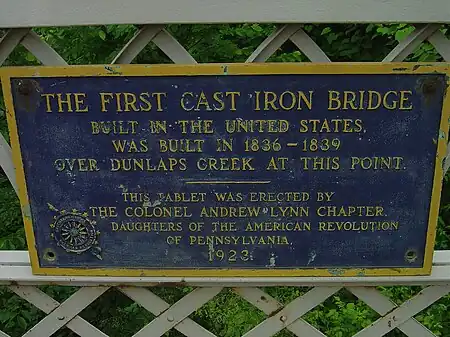 THE FIRST CAST IRON BRIDGE
BUILT IN THE UNITED STATES,
WAS BUILT IN 1836-1839
OVER DUNLAPS CREEK AT THIS POINT.
THIS TABLET WAS ERECTED BY
THE COLONEL ANDREW LYNN CHAPTER.
DAUGHTERS OF THE AMERICAN REVOLUTION
OF PENNSYLVANIA,
1923